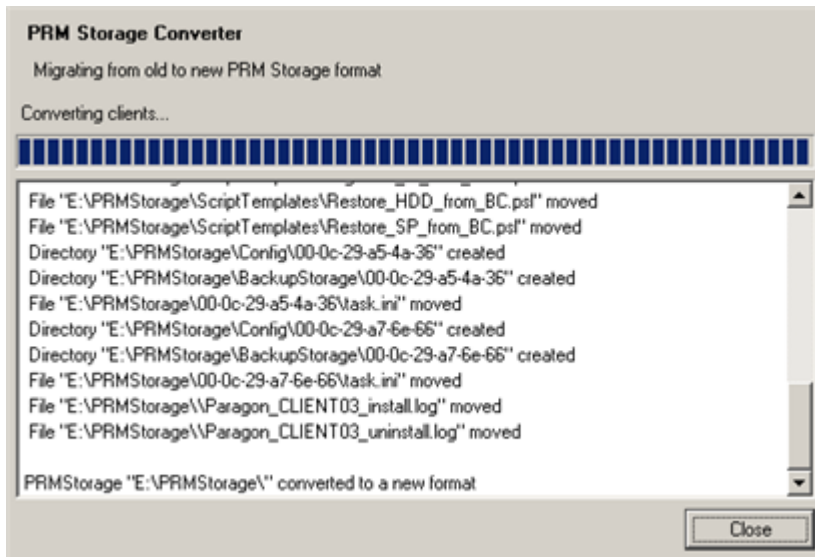 PRM Storage Converter
Migrating from old to new PRM Storage format
Converting clients...
File "E:\PRMStorage\ScriptTemplates\Restore_HDD_from_BC.psl" moved
File "E:\PRMStorage\ScriptTemplates\Restore_SP_from_BC.psl" moved
Directory "E:\PRMStorage\Config\00-0c-29-a5-4a-36" created
Directory "E:\PRMStorage\BackupStorage\00-0c-29-a5-4a-36" created
File "E:\PRMStorage\00-0c-29-a5-4a-36\task.ini" moved
Directory "E:\PRMStorage\Config\00-0c-29-a7-6e-66" created
Directory "E:\PRMStorage\BackupStorage\00-0c-29-a7-6e-66" created
File "E:\PRMStorage\00-0c-29-a7-6e-66\task.ini" moved
File "E:\PRMStorage\\Paragon_CLIENT03_install.log" moved
File "E:\PRMStorage\\Paragon_CLIENT03_uninstall.log" moved
PRMStorage "E:\PRMStorage\" converted to a new format
Close